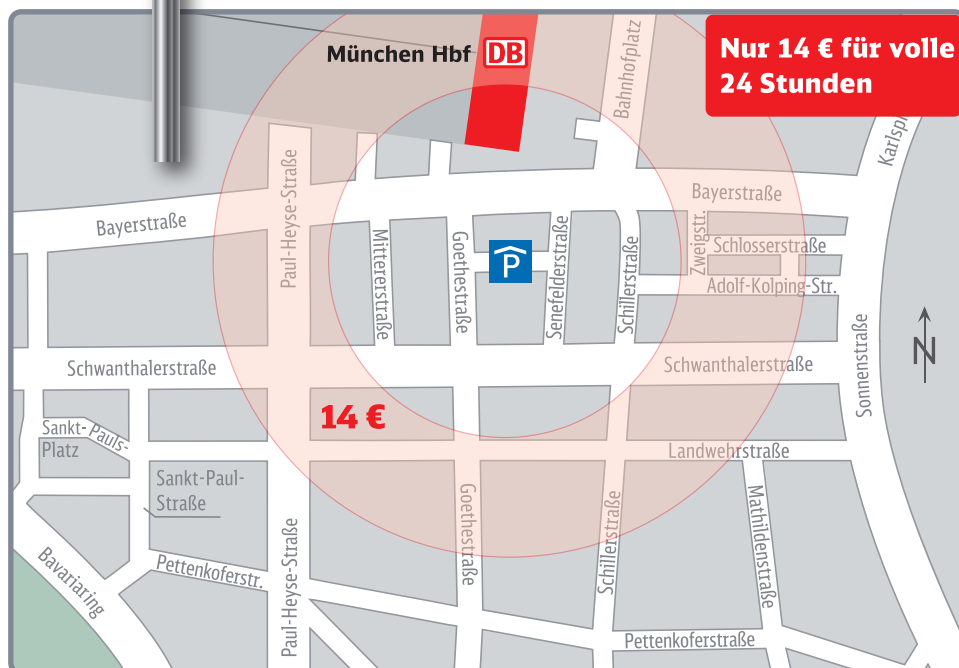 München Hbf DB
Bahnhofplatz
Nur 14 € für volle
24 Stunden
Karlspl
Bayerstraße
Bayerstraße
Paul-Heyse-Straße
Mittererstraße
Goethestraße
P
Senefelderstraße
Schillerstraße
Zweigstr.
Schlosserstraße
Adolf-Kolping-Str.
Sonnenstraße
N
Schwanthalerstraße
Schwanthalerstraße
14 €
Sankt-Pauls-
Platz
Landwehrstraße
Sankt-Paul-
Straße
Goethestraße
Schillerstraße
Mathildenstraße
Bavariaring
Pettenkoferstr.
Paul-Heyse-Straße
Pettenkoferstraße